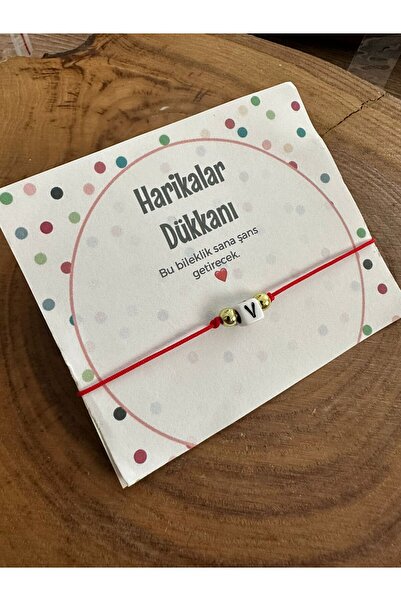 Harikalar
Dükkanı
Bu bileklik sana şans
getirecek.
V